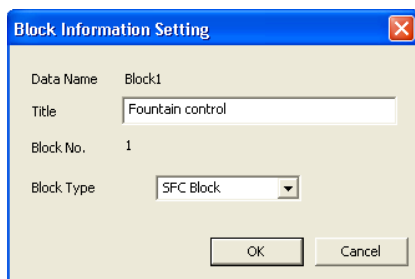 Block Information Setting
Data Name Block1
Title Fountain control
Block No. 1
Block Type SFC Block
OK Cancel